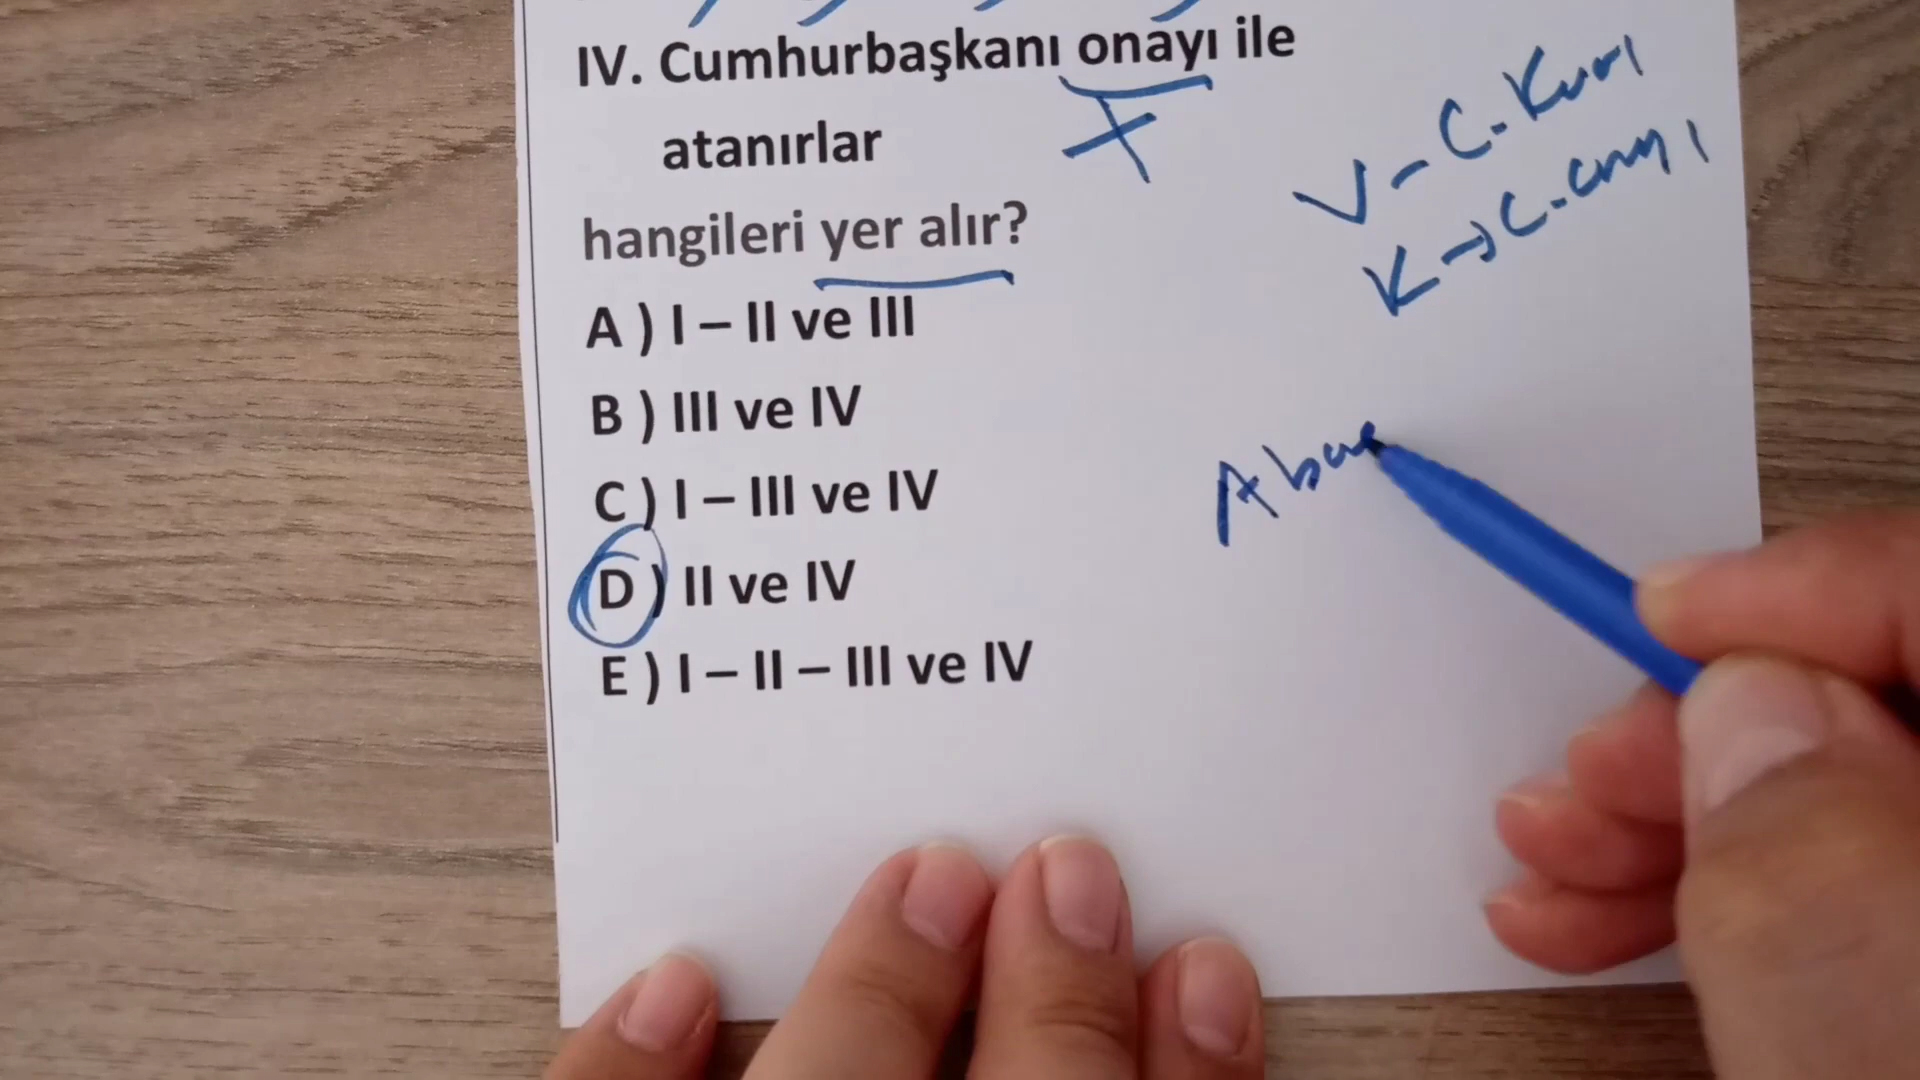 IV. Cumhurbaşkanı onayı ile
atanırlar
hangileri yer alır?
A ) I – II ve III
B ) III ve IV
C ) I – III ve IV
D ) II ve IV
E ) I – II – III ve IV
V - C.
K → C.
Aba